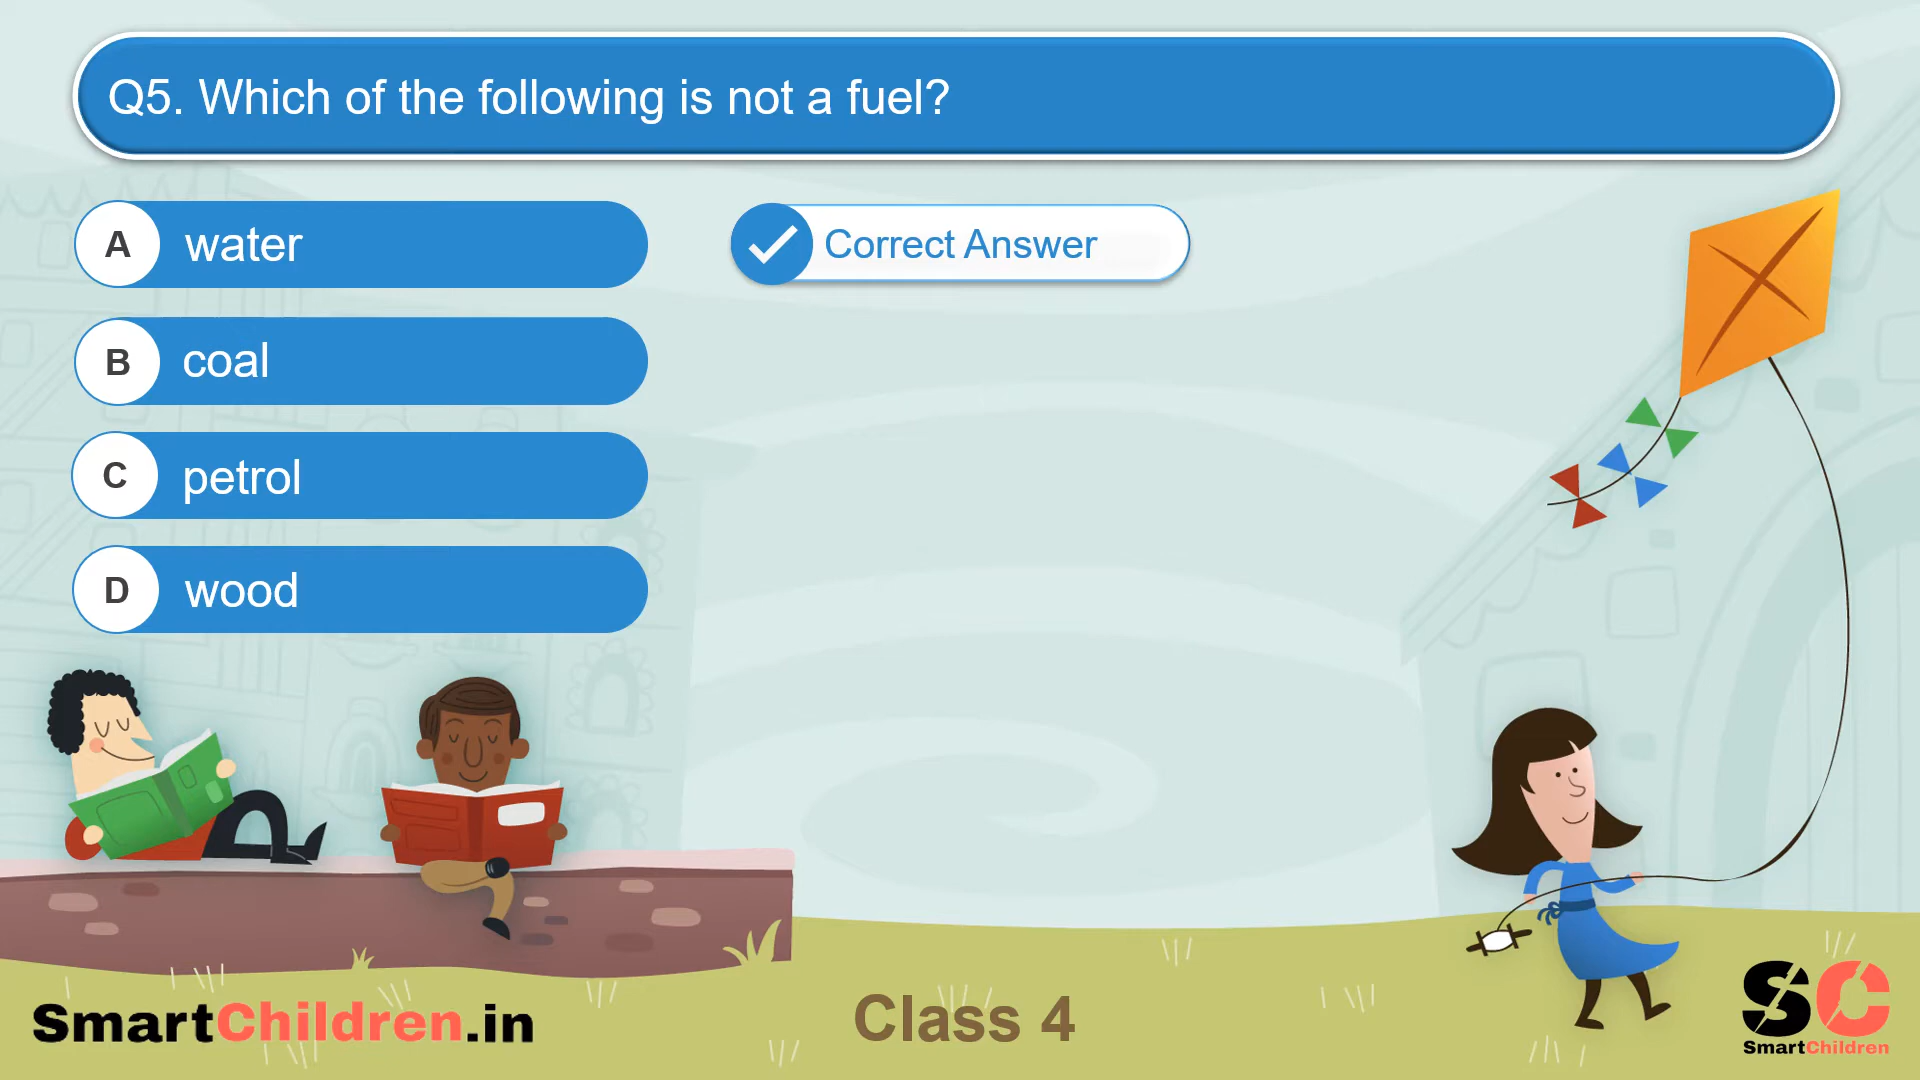 Q5. Which of the following is not a fuel?
A water
Correct Answer
B coal
C petrol
D wood
SmartChildren.in
Class 4
SC
SmartChildren